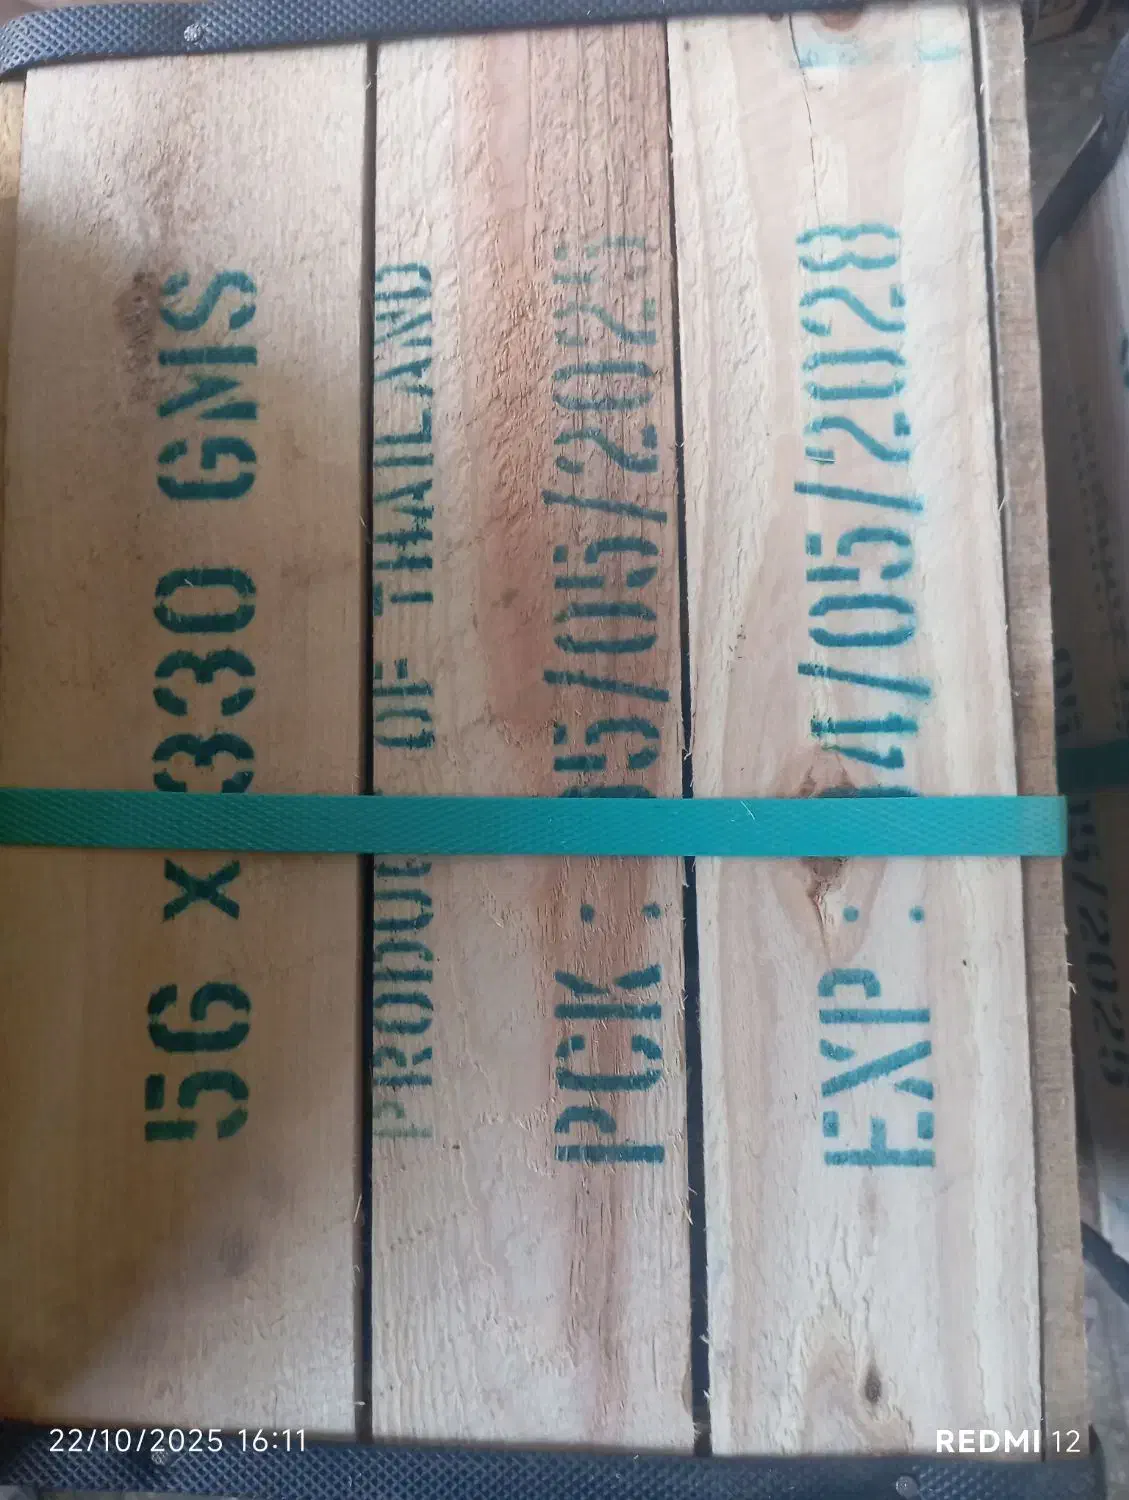 56 x 330 GMS
PRODUCT OF THAILAND
PCK : 05/05/2025
EXP : 04/05/2028
22/10/2025 16:11
REDMI 12